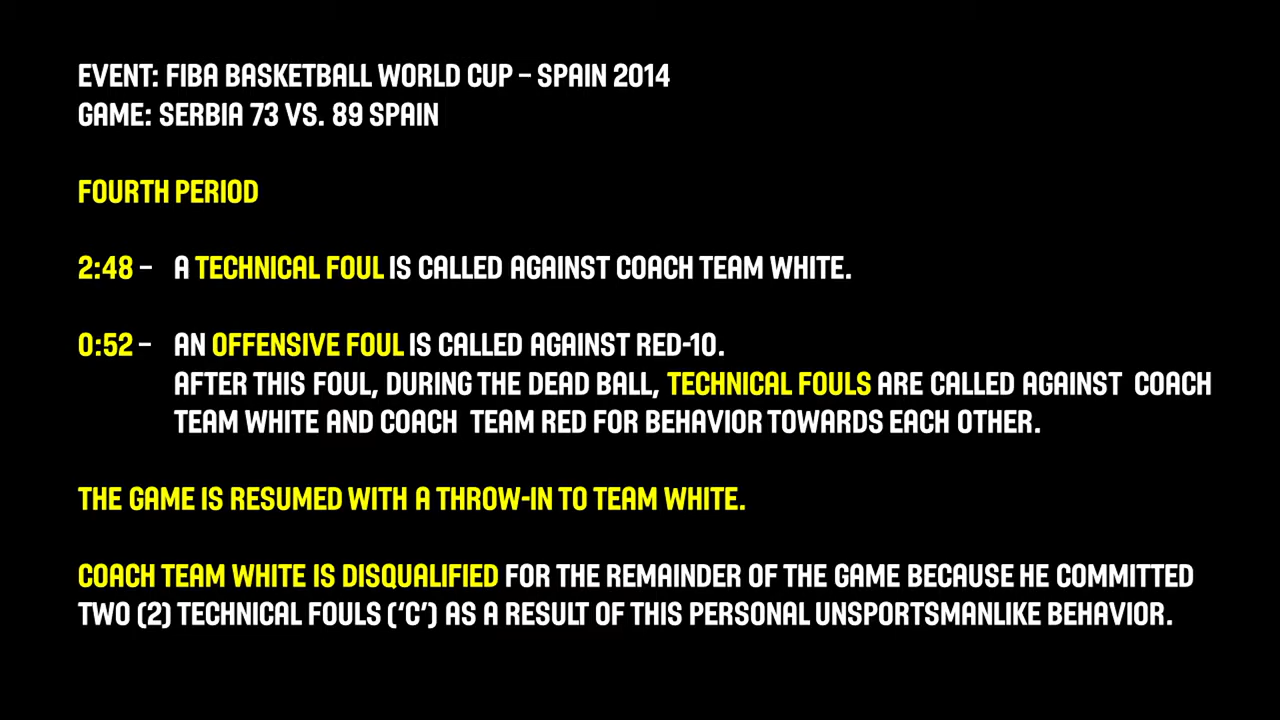 EVENT: FIBA BASKETBALL WORLD CUP – SPAIN 2014
GAME: SERBIA 73 VS. 89 SPAIN
FOURTH PERIOD
2:48 – A TECHNICAL FOUL IS CALLED AGAINST COACH TEAM WHITE.
0:52 – AN OFFENSIVE FOUL IS CALLED AGAINST RED-10.
AFTER THIS FOUL, DURING THE DEAD BALL, TECHNICAL FOULS ARE CALLED AGAINST COACH
TEAM WHITE AND COACH TEAM RED FOR BEHAVIOR TOWARDS EACH OTHER.
THE GAME IS RESUMED WITH A THROW-IN TO TEAM WHITE.
COACH TEAM WHITE IS DISQUALIFIED FOR THE REMAINDER OF THE GAME BECAUSE HE COMMITTED
TWO (2) TECHNICAL FOULS ('C') AS A RESULT OF THIS PERSONAL UNSPORTSMANLIKE BEHAVIOR.